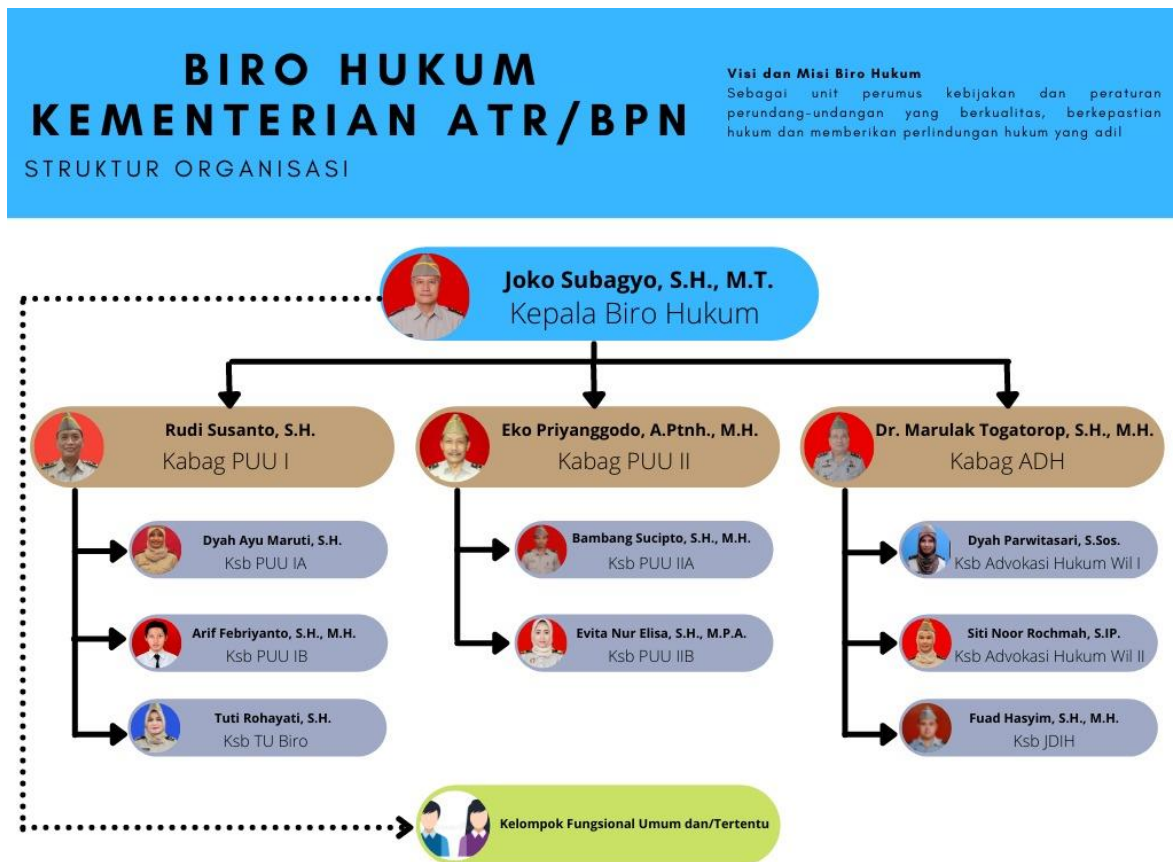 BIRO HUKUM
KEMENTERIAN ATR/BPN
STRUKTUR ORGANISASI
Visi dan Misi Biro Hukum
Sebagai unit perumus kebijakan dan peraturan
perundang-undangan yang berkualitas, berkepastian
hukum dan memberikan perlindungan hukum yang adil
Joko Subagyo, S.H., M.T.
Kepala Biro Hukum
Rudi Susanto, S.H.
Kabag PUU I
Eko Priyanggodo, A.Ptnh., M.H.
Kabag PUU II
Dr. Marulak Togatorop, S.H., M.H.
Kabag ADH
Dyah Ayu Maruti, S.H.
Ksb PUU IA
Bambang Sucipto, S.H., M.H.
Ksb PUU IIA
Dyah Parwitasari, S.Sos.
Ksb Advokasi Hukum Wil I
Arif Febriyanto, S.H., M.H.
Ksb PUU IB
Evita Nur Elisa, S.H., M.P.A.
Ksb PUU IIB
Siti Noor Rochmah, S.IP.
Ksb Advokasi Hukum Wil II
Tuti Rohayati, S.H.
Ksb TU Biro
Fuad Hasyim, S.H., M.H.
Ksb JDIH
Kelompok Fungsional Umum dan/Tertentu